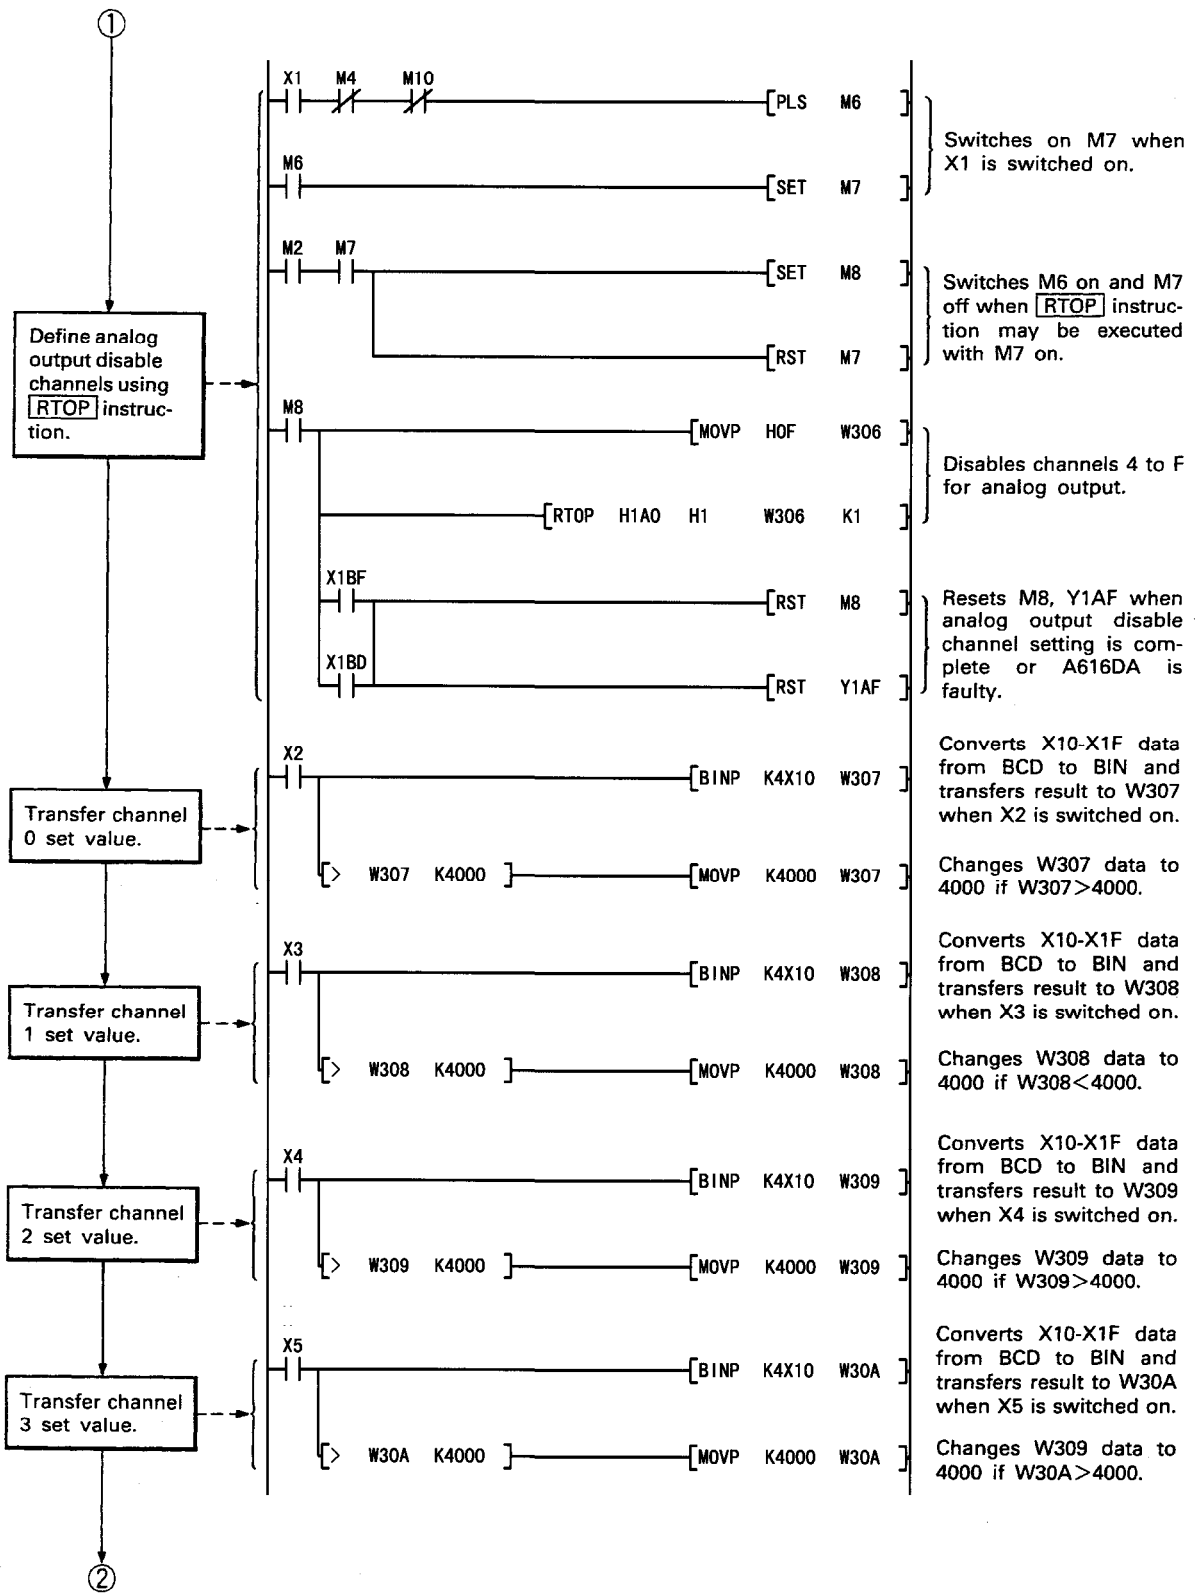 ①
X1 M4 M10
[PLS M6 ]
Switches on M7 when
X1 is switched on.
M6
[SET M7 ]
M2 M7
[SET M8 ]
Switches M6 on and M7
off when RTOP instruc-
tion may be executed
with M7 on.
[RST M7 ]
Define analog
output disable
channels using
RTOP instruc-
tion.
M8
[MOVP H0F W306 ]
Disables channels 4 to F
for analog output.
[RTOP H1A0 H1 W306 K1 ]
X1BF
[RST M8 ]
Resets M8, Y1AF when
analog output disable
channel setting is com-
plete or A616DA is
faulty.
X1BD
[RST Y1AF ]
Transfer channel
0 set value.
X2
[BINP K4X10 W307 ]
Converts X10-X1F data
from BCD to BIN and
transfers result to W307
when X2 is switched on.
[> W307 K4000 ] [MOVP K4000 W307 ]
Changes W307 data to
4000 if W307>4000.
Transfer channel
1 set value.
X3
[BINP K4X10 W308 ]
Converts X10-X1F data
from BCD to BIN and
transfers result to W308
when X3 is switched on.
[> W308 K4000 ] [MOVP K4000 W308 ]
Changes W308 data to
4000 if W308<4000.
Transfer channel
2 set value.
X4
[BINP K4X10 W309 ]
Converts X10-X1F data
from BCD to BIN and
transfers result to W309
when X4 is switched on.
[> W309 K4000 ] [MOVP K4000 W309 ]
Changes W309 data to
4000 if W309>4000.
Transfer channel
3 set value.
X5
[BINP K4X10 W30A ]
Converts X10-X1F data
from BCD to BIN and
transfers result to W30A
when X5 is switched on.
[> W30A K4000 ] [MOVP K4000 W30A ]
Changes W309 data to
4000 if W30A>4000.
②